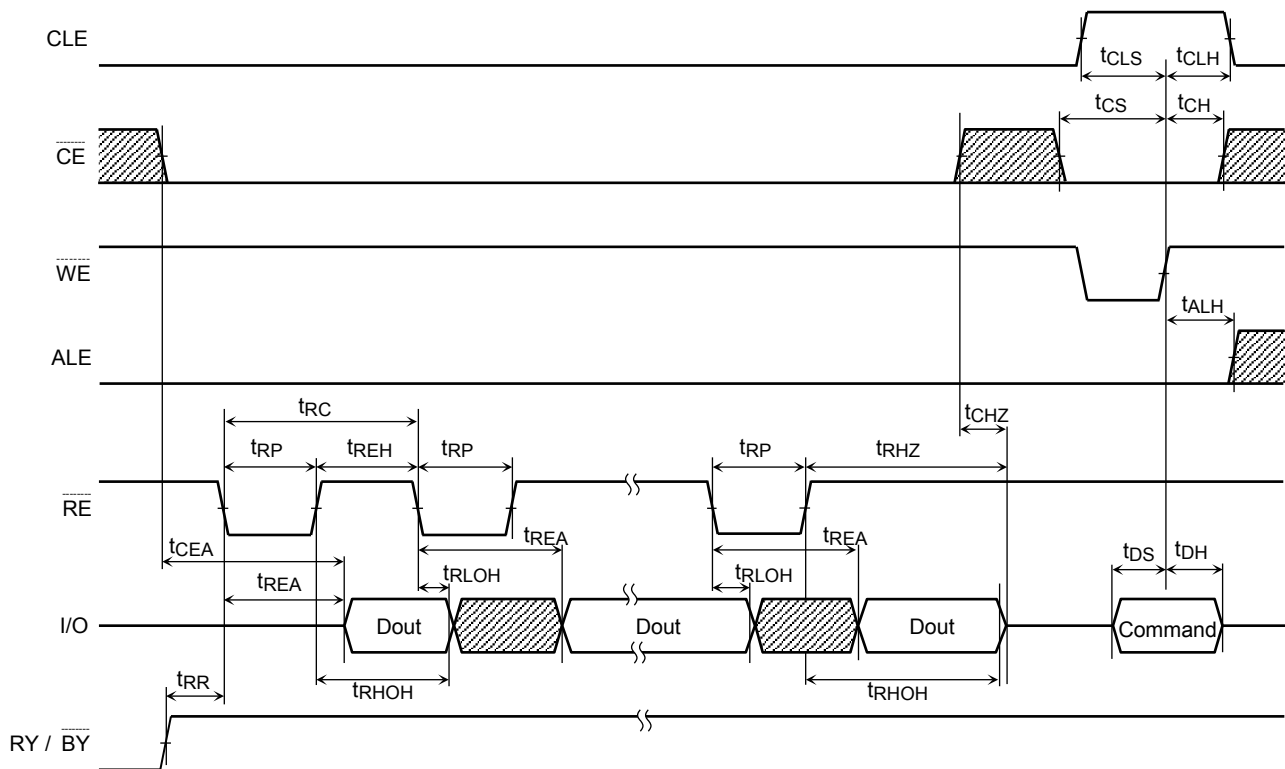 CLE
tCLS tCLH
tCS tCH
CE
WE
tALH
ALE
tRC
tCHZ
tRP tREH tRP tRP tRHZ
RE
tCEA tREA tREA tDS tDH
tREA tRLOH tRLOH
I/O Dout Dout Dout Command
tRR tRHOH tRHOH
RY / BY